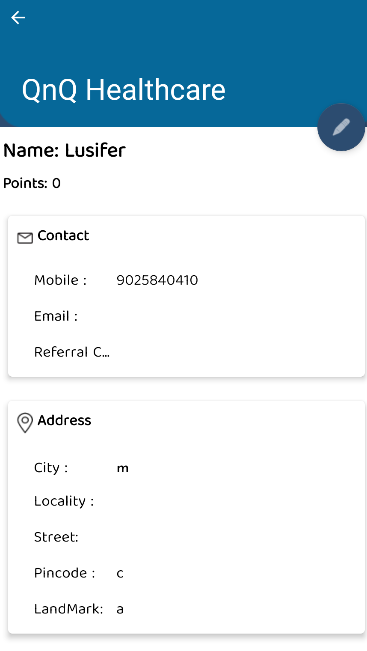 QnQ Healthcare
Name: Lusifer
Points: 0
Contact
Mobile : 9025840410
Email :
Referral C...
Address
City : m
Locality :
Street:
Pincode : c
LandMark: a